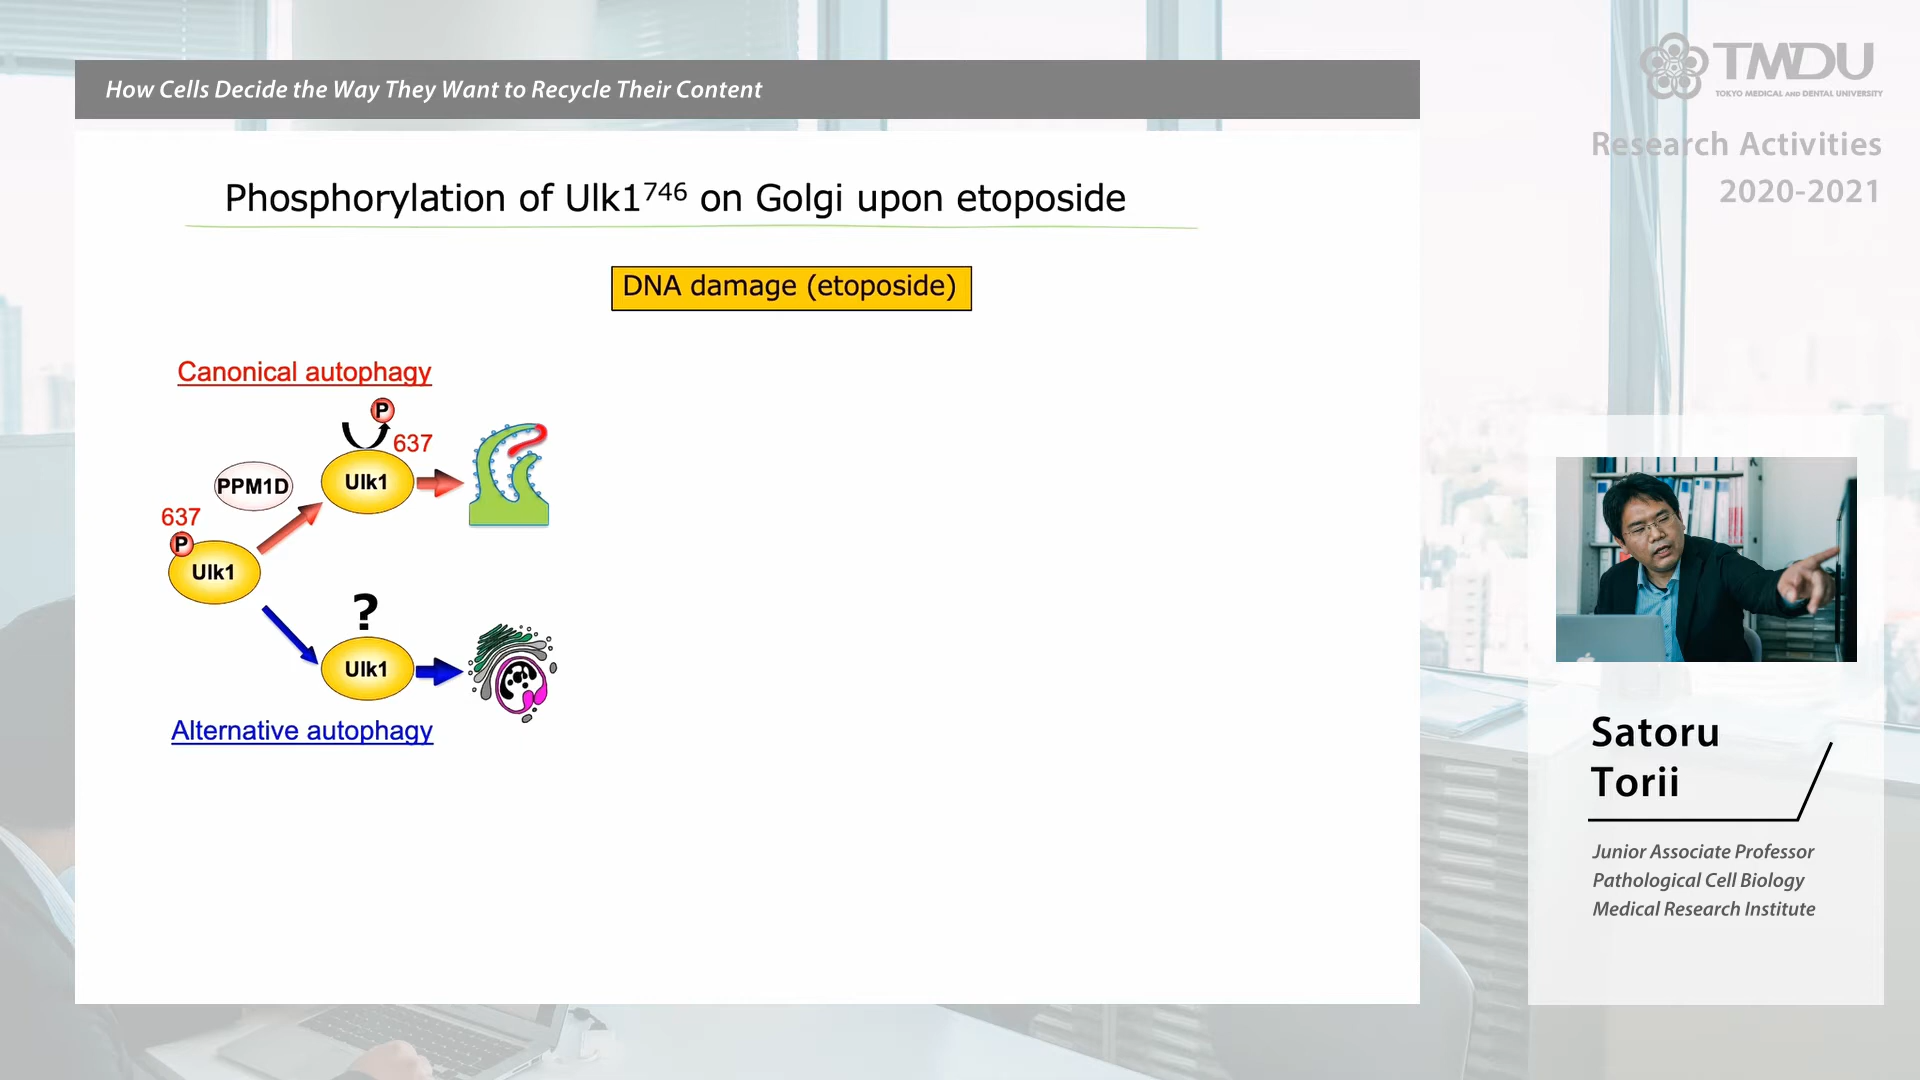 How Cells Decide the Way They Want to Recycle Their Content
TMDU
TOKYO MEDICAL AND DENTAL UNIVERSITY
Research Activities
2020-2021
Phosphorylation of Ulk1⁷⁴⁶ on Golgi upon etoposide
DNA damage (etoposide)
Canonical autophagy
P
637
Ulk1
PPM1D
637
P
Ulk1
?
Ulk1
Alternative autophagy
Satoru
Torii
Junior Associate Professor
Pathological Cell Biology
Medical Research Institute